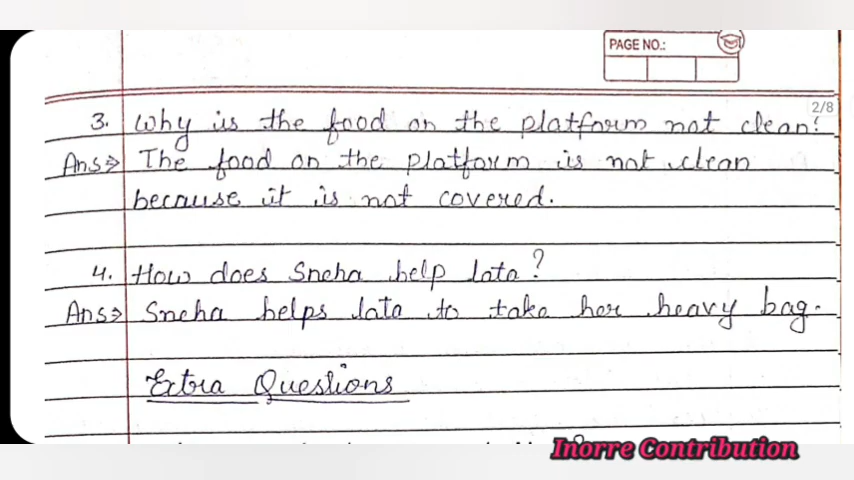 PAGE NO.:
2/8
3. Why is the food on the platform not clean?
Ans⇒ The food on the platform is not clean
because it is not covered.
4. How does Sneha help lata?
Ans⇒ Sneha helps lata to take her heavy bag.
Extra Questions
Inorre Contribution